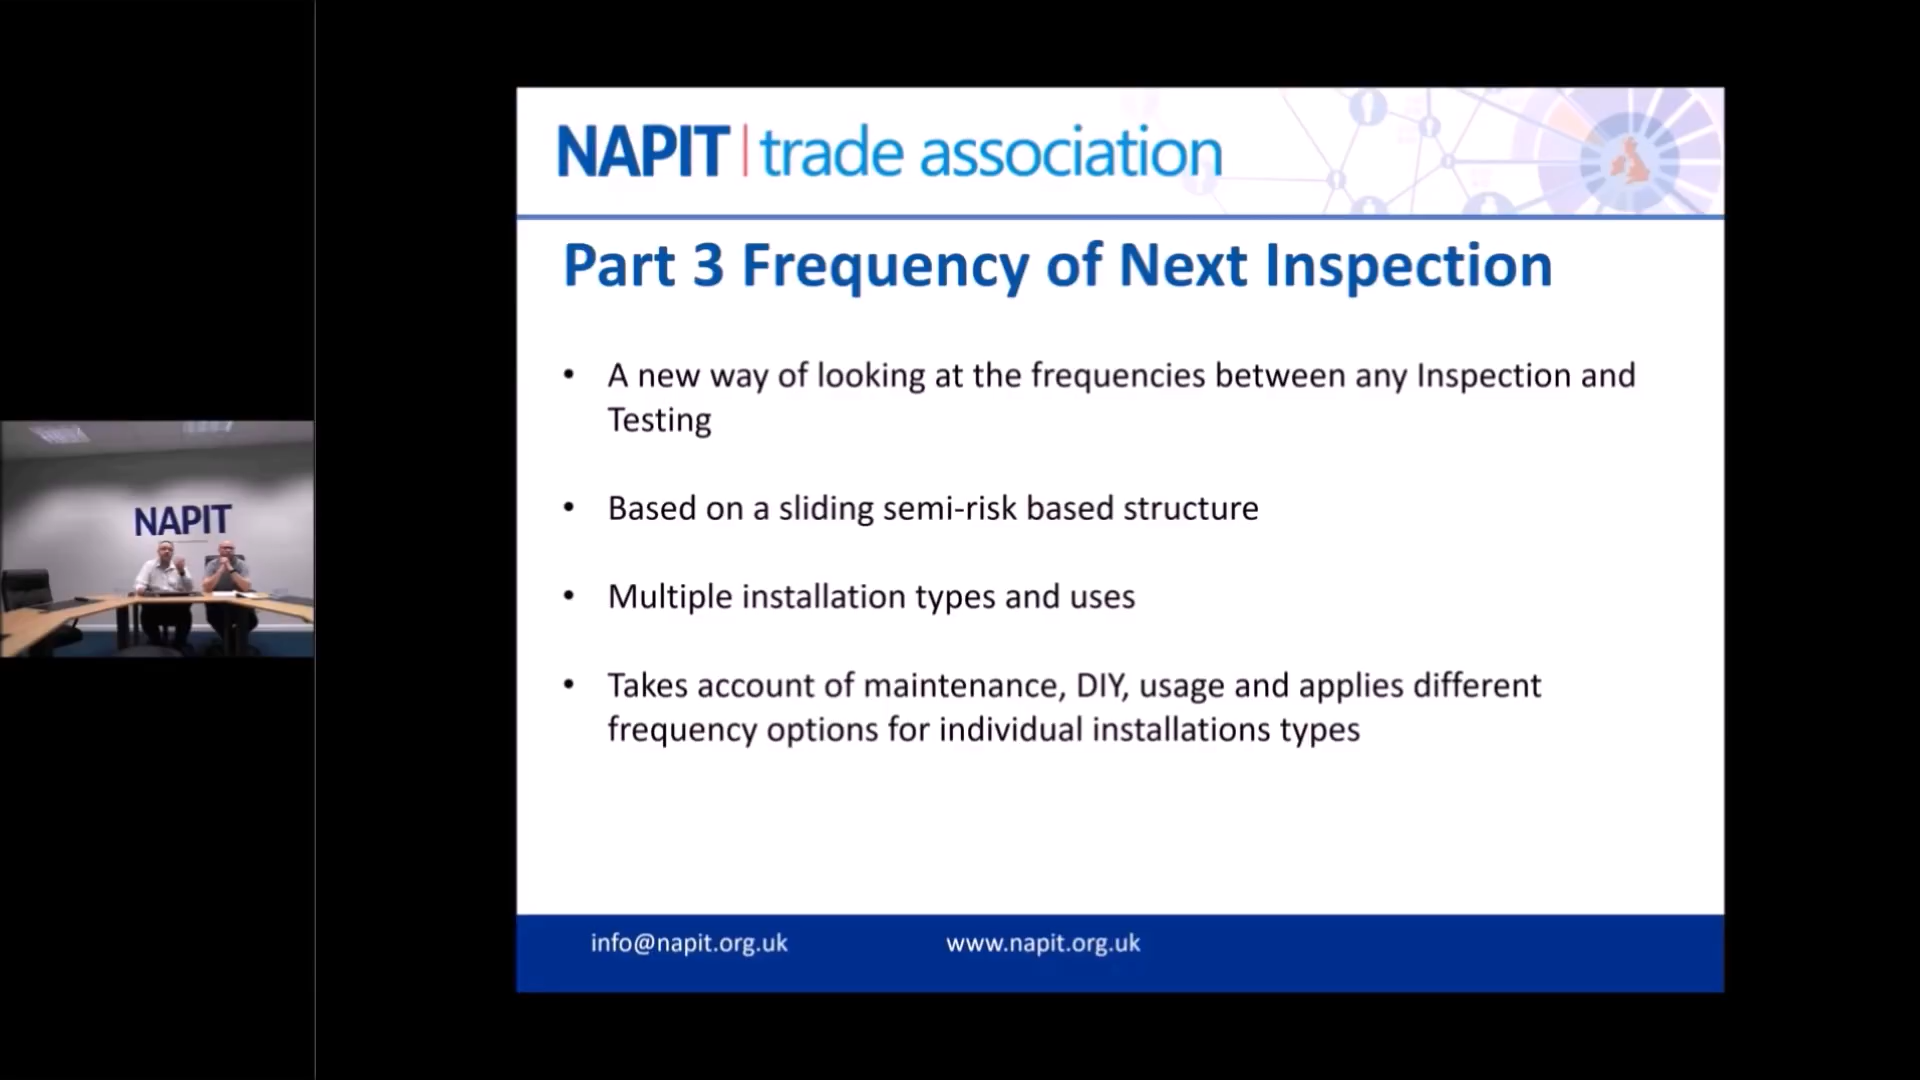 NAPIT
NAPIT | trade association
Part 3 Frequency of Next Inspection
• A new way of looking at the frequencies between any Inspection and
Testing
• Based on a sliding semi-risk based structure
• Multiple installation types and uses
• Takes account of maintenance, DIY, usage and applies different
frequency options for individual installations types
info@napit.org.uk www.napit.org.uk